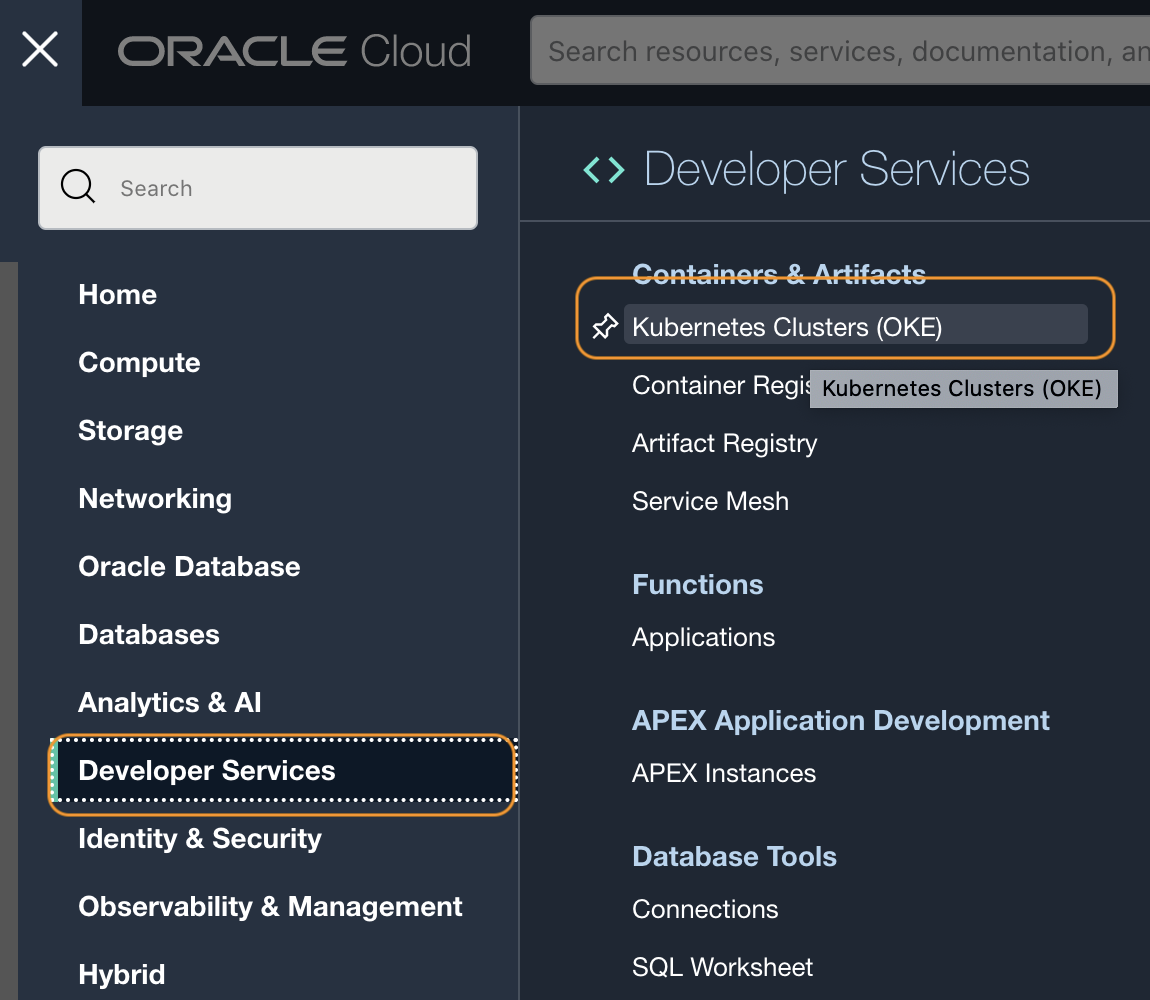 ORACLE Cloud
Search resources, services, documentation, an
Search
Home
Compute
Storage
Networking
Oracle Database
Databases
Analytics & AI
Developer Services
Identity & Security
Observability & Management
Hybrid
Developer Services
Containers & Artifacts
Kubernetes Clusters (OKE)
Container Regis
Kubernetes Clusters (OKE)
Artifact Registry
Service Mesh
Functions
Applications
APEX Application Development
APEX Instances
Database Tools
Connections
SQL Worksheet